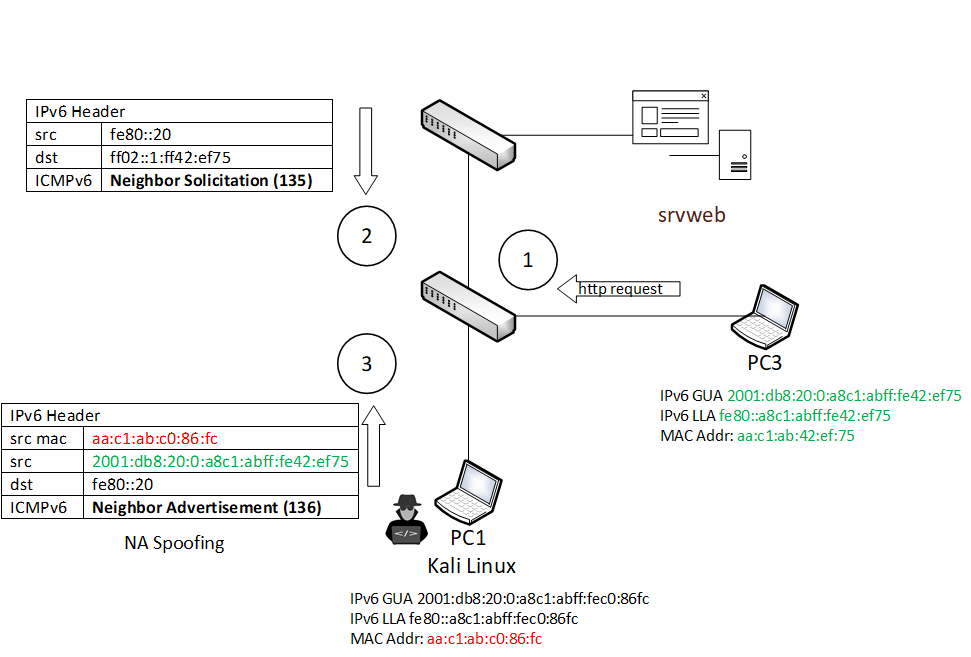 IPv6 Header
src fe80::20
dst ff02::1:ff42:ef75
ICMPv6 Neighbor Solicitation (135)
srvweb
2
1
http request
3
PC3
IPv6 GUA 2001:db8:20:0:a8c1:abff:fe42:ef75
IPv6 LLA fe80::a8c1:abff:fe42:ef75
MAC Addr: aa:c1:ab:42:ef:75
IPv6 Header
src mac aa:c1:ab:c0:86:fc
src 2001:db8:20:0:a8c1:abff:fe42:ef75
dst fe80::20
ICMPv6 Neighbor Advertisement (136)
NA Spoofing
</>
PC1
Kali Linux
IPv6 GUA 2001:db8:20:0:a8c1:abff:fec0:86fc
IPv6 LLA fe80::a8c1:abff:fec0:86fc
MAC Addr: aa:c1:ab:c0:86:fc